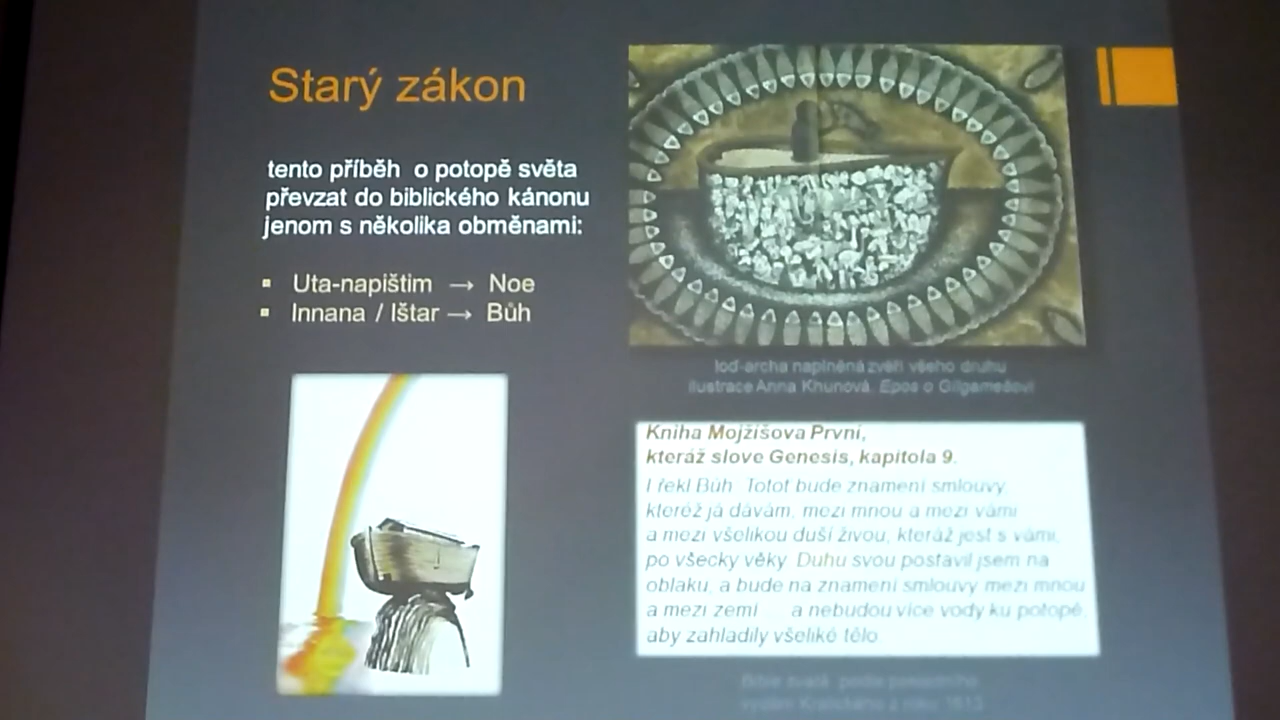 Starý zákon
tento příběh o potopě světa
převzat do biblického kánonu
jenom s několika obměnami:
▪ Uta-napištim → Noe
▪ Innana / Ištar → Bůh
loď-archa naplněná zvěří všeho druhu
ilustrace Anna Khunová, Epos o Gilgamešovi
Kniha Mojžíšova První,
kteráž slove Genesis, kapitola 9.
I řekl Bůh: Totoť bude znamení smlouvy,
kteréž já dávám, mezi mnou a mezi vámi
a mezi všelikou duší živou, kteráž jest s vámi,
po všecky věky. Duhu svou postavil jsem na
oblaku, a bude na znamení smlouvy mezi mnou
a mezi zemí ... a nebudou více vody ku potopě,
aby zahladily všeliké tělo.
Bible svatá podle
vydání Kralického z roku 1613